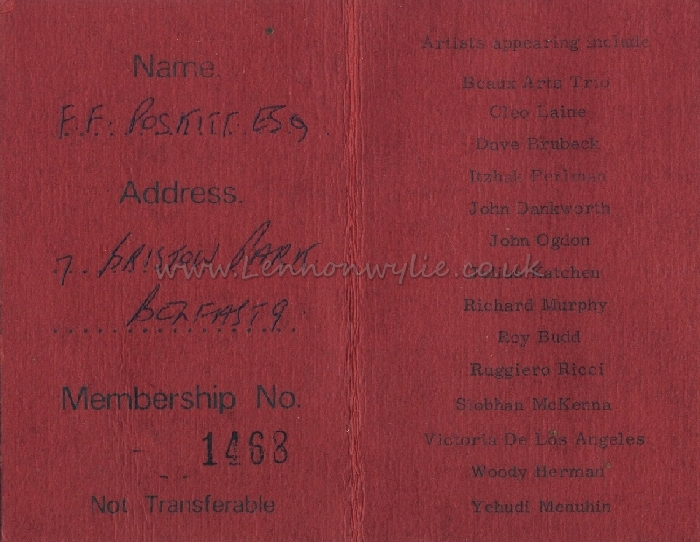 Name.
F.F. POSKITT. ESQ.
Address.
7. BRISTOW PARK
BELFAST 9.
Membership No.
1468
Not Transferable
Artists appearing include
Beaux Arts Trio
Cleo Laine
Dave Brubeck
Itzhak Perlman
John Dankworth
John Ogdon
Katchen
Richard Murphy
Roy Budd
Ruggiero Ricci
Siobhan McKenna
Victoria De Los Angeles
Woody Herman
Yehudi Menuhin
www.Lennonwylie.co.uk